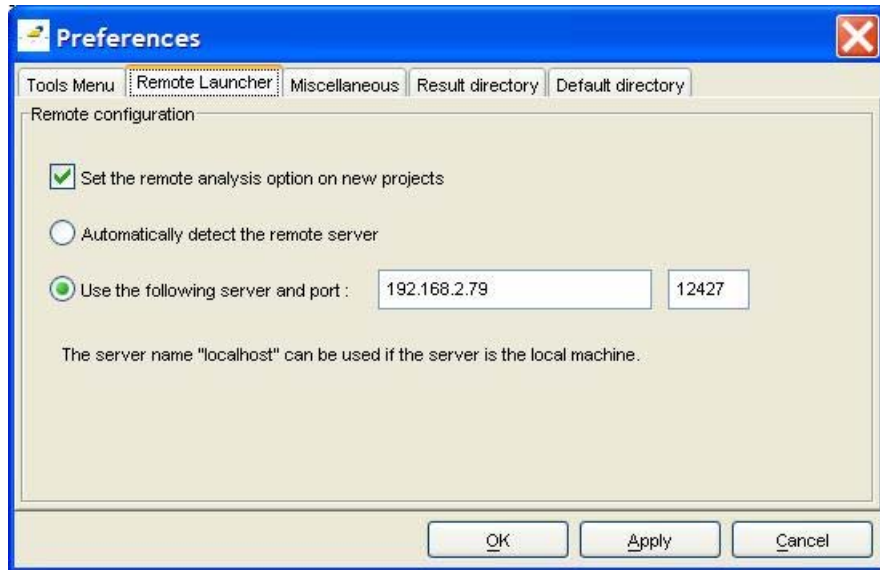 Preferences
Tools Menu Remote Launcher Miscellaneous Result directory Default directory
Remote configuration
Set the remote analysis option on new projects
Automatically detect the remote server
Use the following server and port : 192.168.2.79 12427
The server name "localhost" can be used if the server is the local machine.
OK Apply Cancel